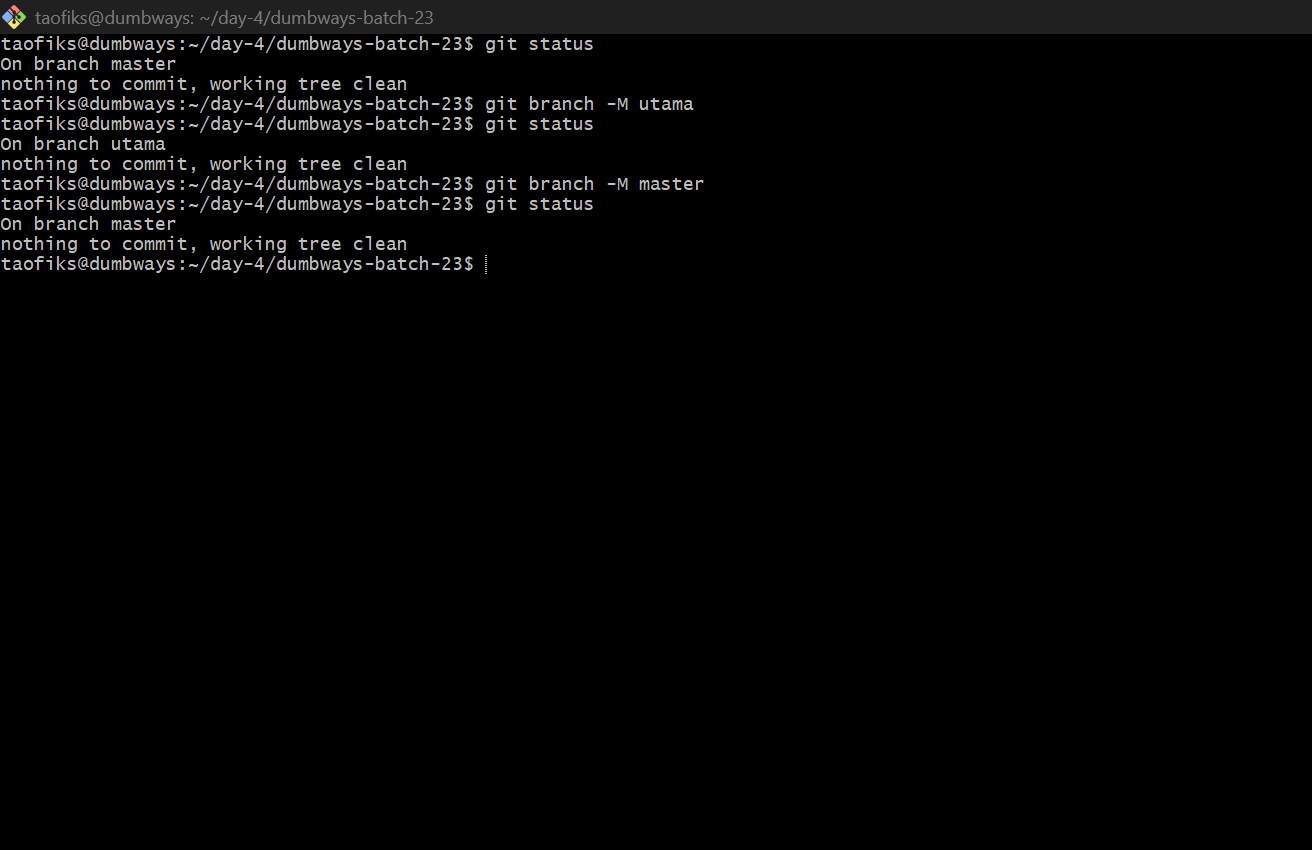 taofiks@dumbways: ~/day-4/dumbways-batch-23
taofiks@dumbways:~/day-4/dumbways-batch-23$ git status
On branch master
nothing to commit, working tree clean
taofiks@dumbways:~/day-4/dumbways-batch-23$ git branch -M utama
taofiks@dumbways:~/day-4/dumbways-batch-23$ git status
On branch utama
nothing to commit, working tree clean
taofiks@dumbways:~/day-4/dumbways-batch-23$ git branch -M master
taofiks@dumbways:~/day-4/dumbways-batch-23$ git status
On branch master
nothing to commit, working tree clean
taofiks@dumbways:~/day-4/dumbways-batch-23$